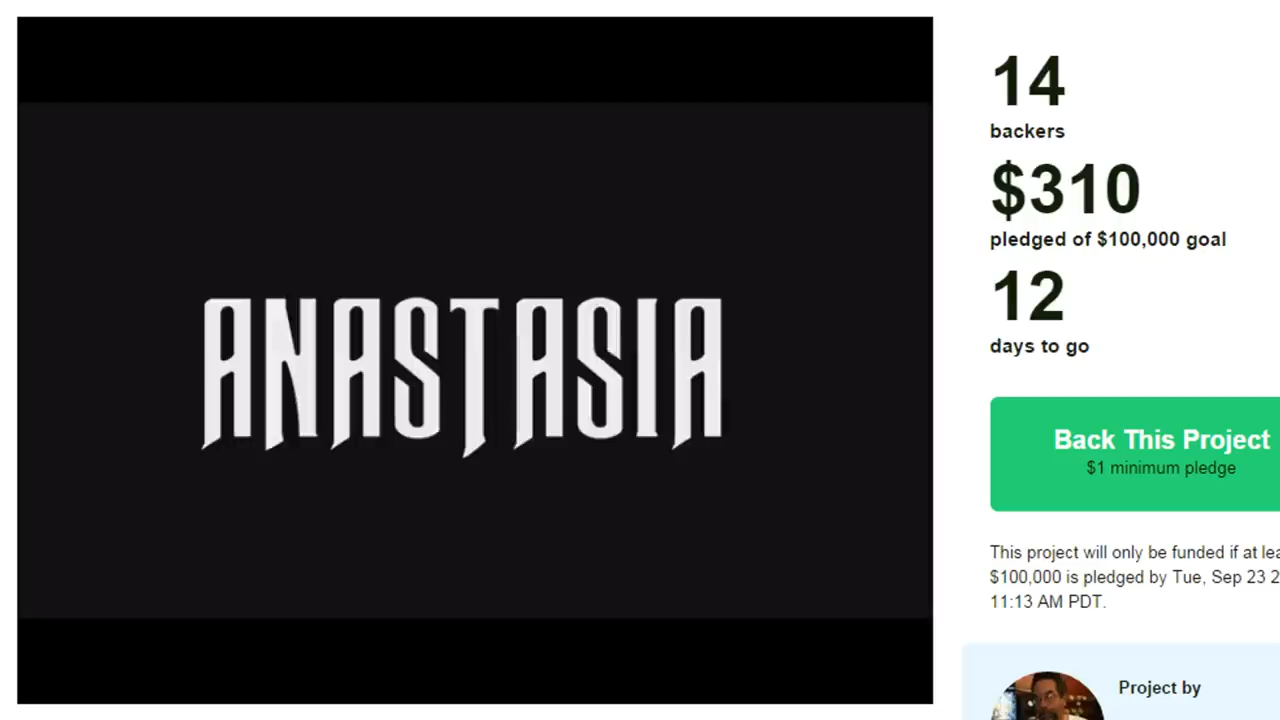 ANASTASIA
14
backers
$310
pledged of $100,000 goal
12
days to go
Back This Project
$1 minimum pledge
This project will only be funded if at
$100,000 is pledged by Tue, Sep 23
11:13 AM PDT.
Project by